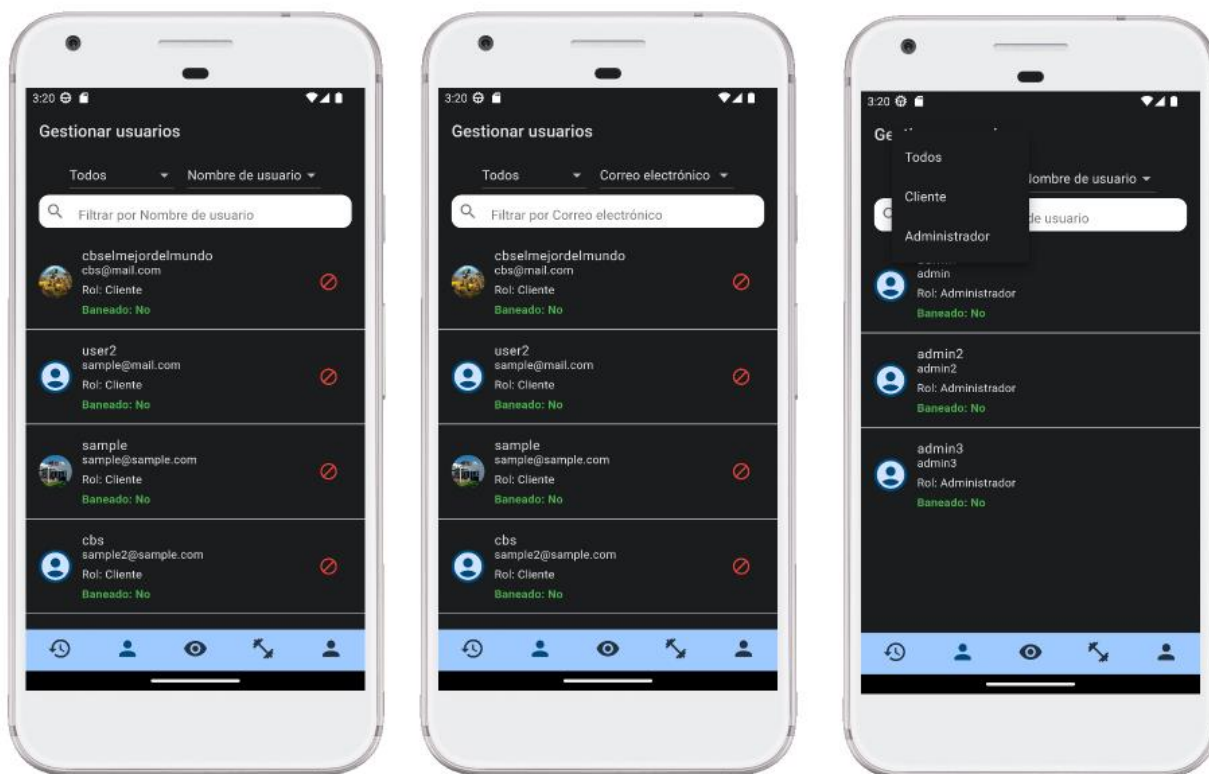 3:20
Gestionar usuarios
Todos Nombre de usuario
Filtrar por Nombre de usuario
cbselmejordelmundo
cbs@mail.com
Rol: Cliente
Baneado: No
user2
sample@mail.com
Rol: Cliente
Baneado: No
sample
sample@sample.com
Rol: Cliente
Baneado: No
cbs
sample2@sample.com
Rol: Cliente
Baneado: No
3:20
Gestionar usuarios
Todos Correo electrónico
Filtrar por Correo electrónico
cbselmejordelmundo
cbs@mail.com
Rol: Cliente
Baneado: No
user2
sample@mail.com
Rol: Cliente
Baneado: No
sample
sample@sample.com
Rol: Cliente
Baneado: No
cbs
sample2@sample.com
Rol: Cliente
Baneado: No
3:20
Todos
de usuario
Cliente
de usuario
Administrador
admin
Rol: Administrador
Baneado: No
admin2
admin2
Rol: Administrador
Baneado: No
admin3
admin3
Rol: Administrador
Baneado: No